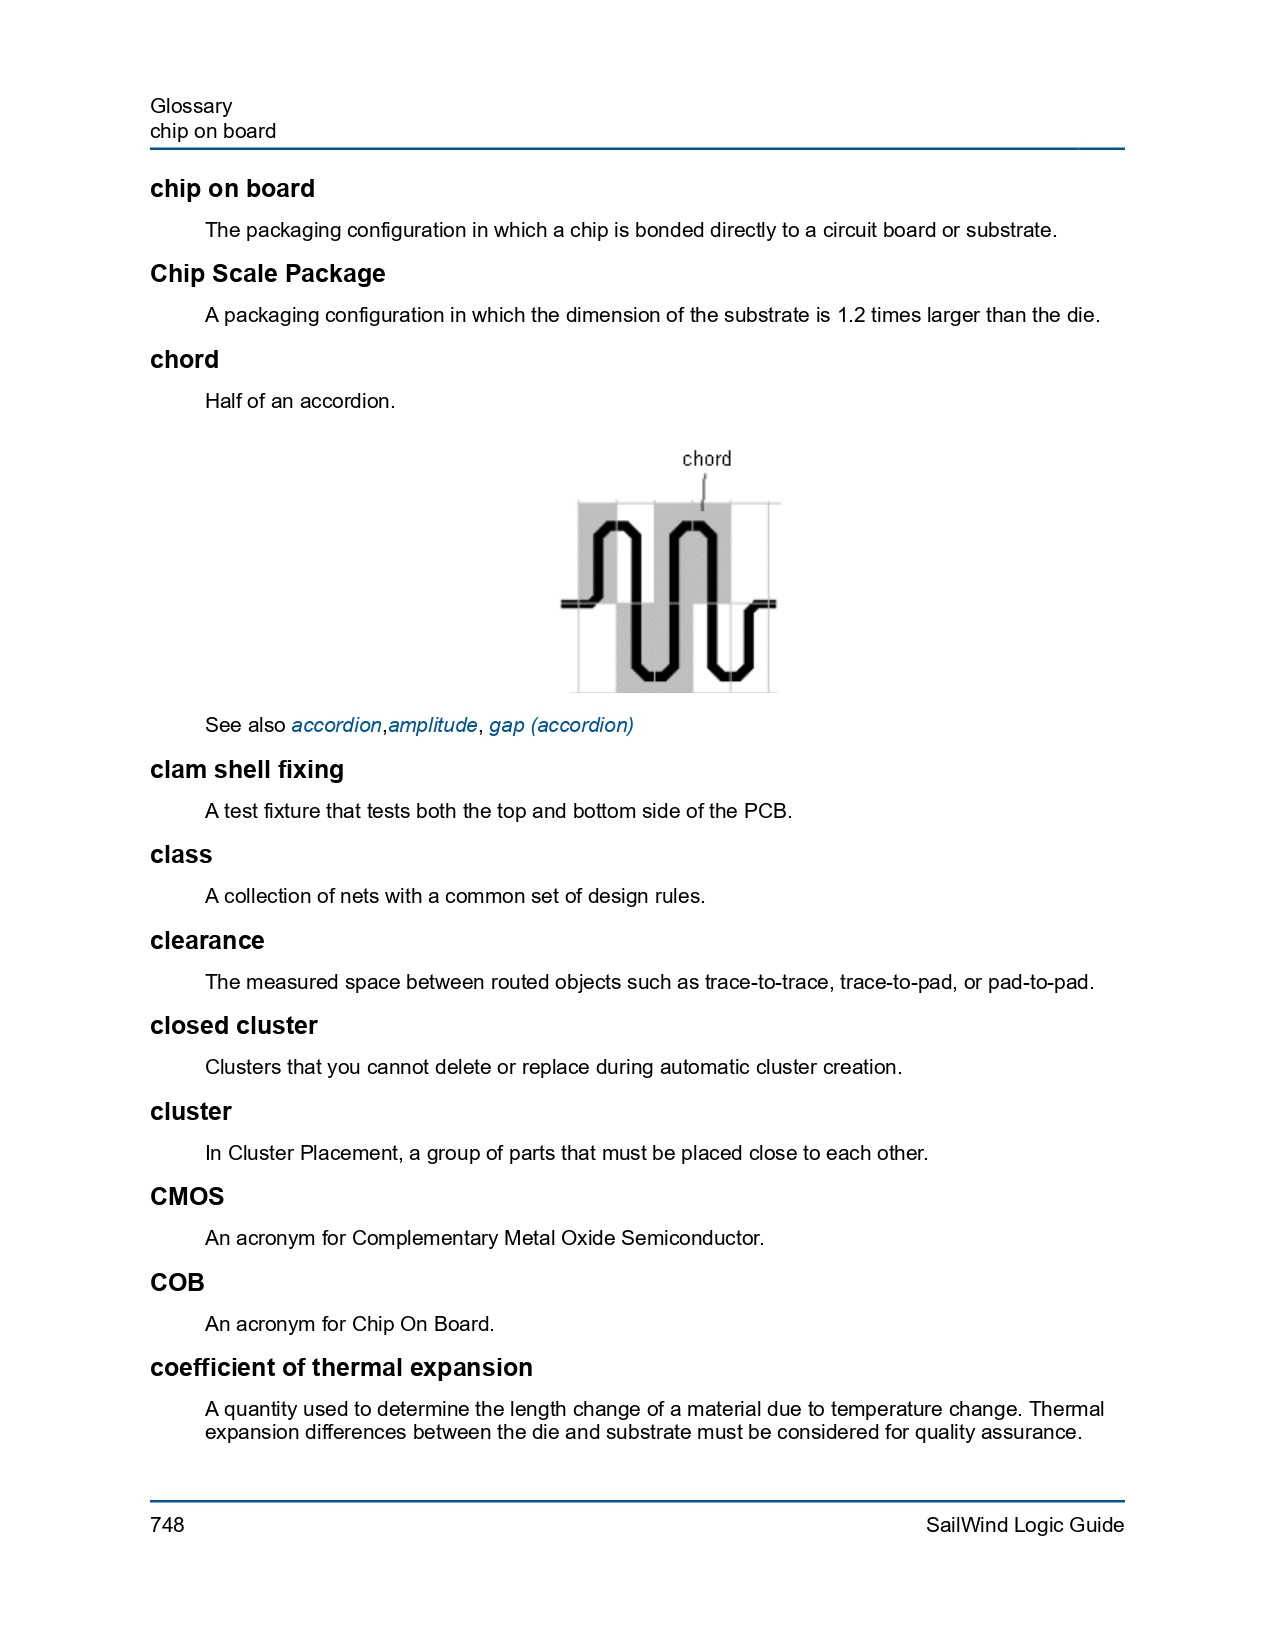 Glossary
chip on board
chip on board
The packaging configuration in which a chip is bonded directly to a circuit board or substrate.
Chip Scale Package
A packaging configuration in which the dimension of the substrate is 1.2 times larger than the die.
chord
Half of an accordion.
chord
See also accordion,amplitude, gap (accordion)
clam shell fixing
A test fixture that tests both the top and bottom side of the PCB.
class
A collection of nets with a common set of design rules.
clearance
The measured space between routed objects such as trace-to-trace, trace-to-pad, or pad-to-pad.
closed cluster
Clusters that you cannot delete or replace during automatic cluster creation.
cluster
In Cluster Placement, a group of parts that must be placed close to each other.
CMOS
An acronym for Complementary Metal Oxide Semiconductor.
COB
An acronym for Chip On Board.
coefficient of thermal expansion
A quantity used to determine the length change of a material due to temperature change. Thermal
expansion differences between the die and substrate must be considered for quality assurance.
748
SailWind Logic Guide